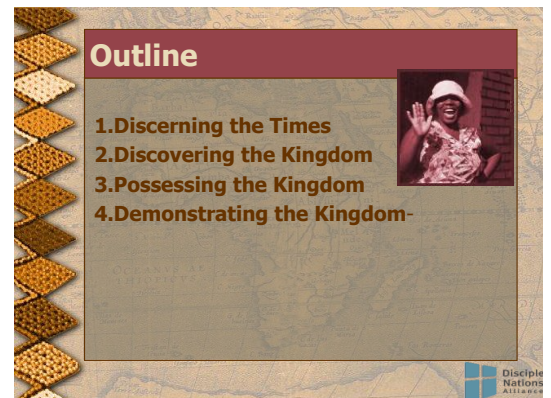 Outline
1.Discerning the Times
2.Discovering the Kingdom
3.Possessing the Kingdom
4.Demonstrating the Kingdom-
Disciple
Nations
Alliance